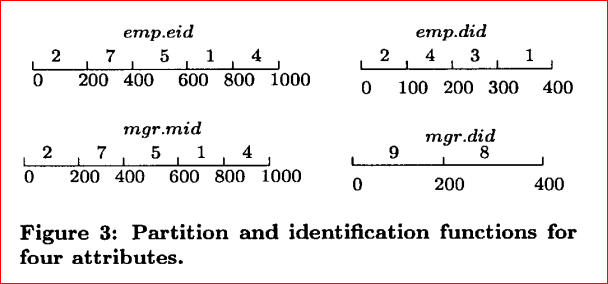 emp.eid
2 7 5 1 4
0 200 400 600 800 1000
emp.did
2 4 3 1
0 100 200 300 400
mgr.mid
2 7 5 1 4
0 200 400 600 800 1000
mgr.did
9 8
0 200 400
Figure 3: Partition and identification functions for
four attributes.